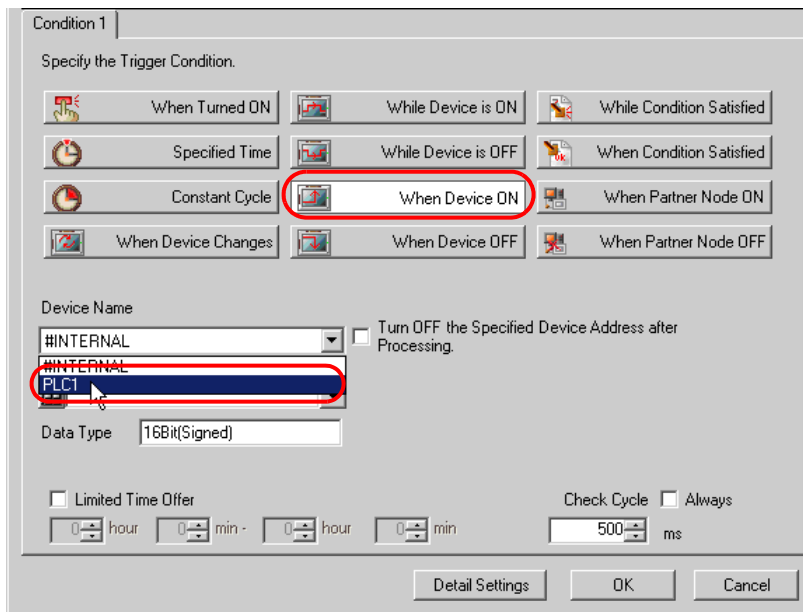 Condition 1
Specify the Trigger Condition.
When Turned ON While Device is ON While Condition Satisfied
Specified Time While Device is OFF When Condition Satisfied
Constant Cycle When Device ON When Partner Node ON
When Device Changes When Device OFF When Partner Node OFF
Device Name
#INTERNAL Turn OFF the Specified Device Address after
Processing.
#INTERNAL
PLC1
Data Type 16Bit(Signed)
Limited Time Offer Check Cycle Always
0 hour 0 min - 0 hour 0 min 500 ms
Detail Settings OK Cancel